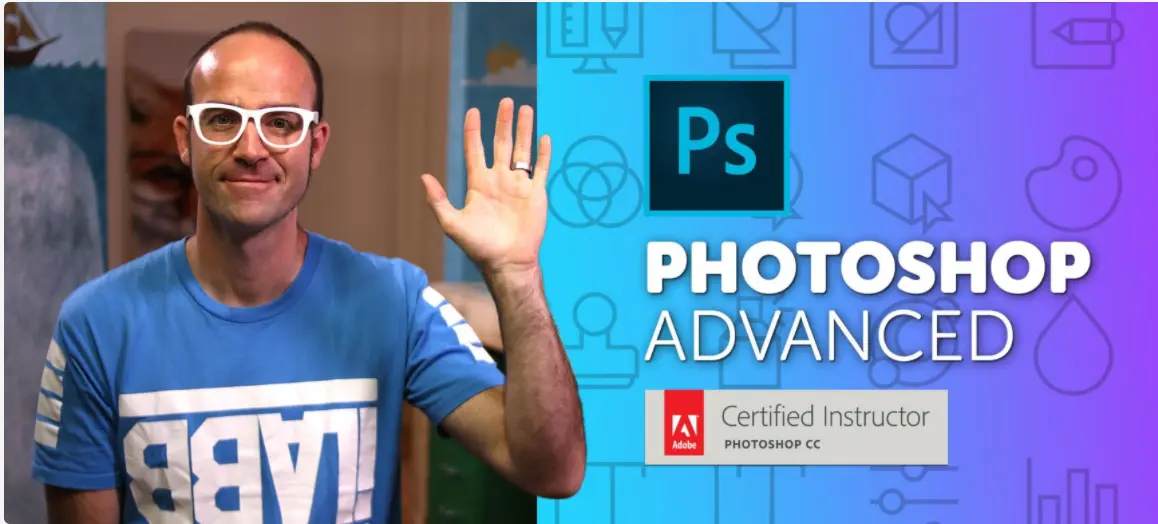 Ps
PHOTOSHOP
ADVANCED
Adobe
Certified Instructor
PHOTOSHOP CC